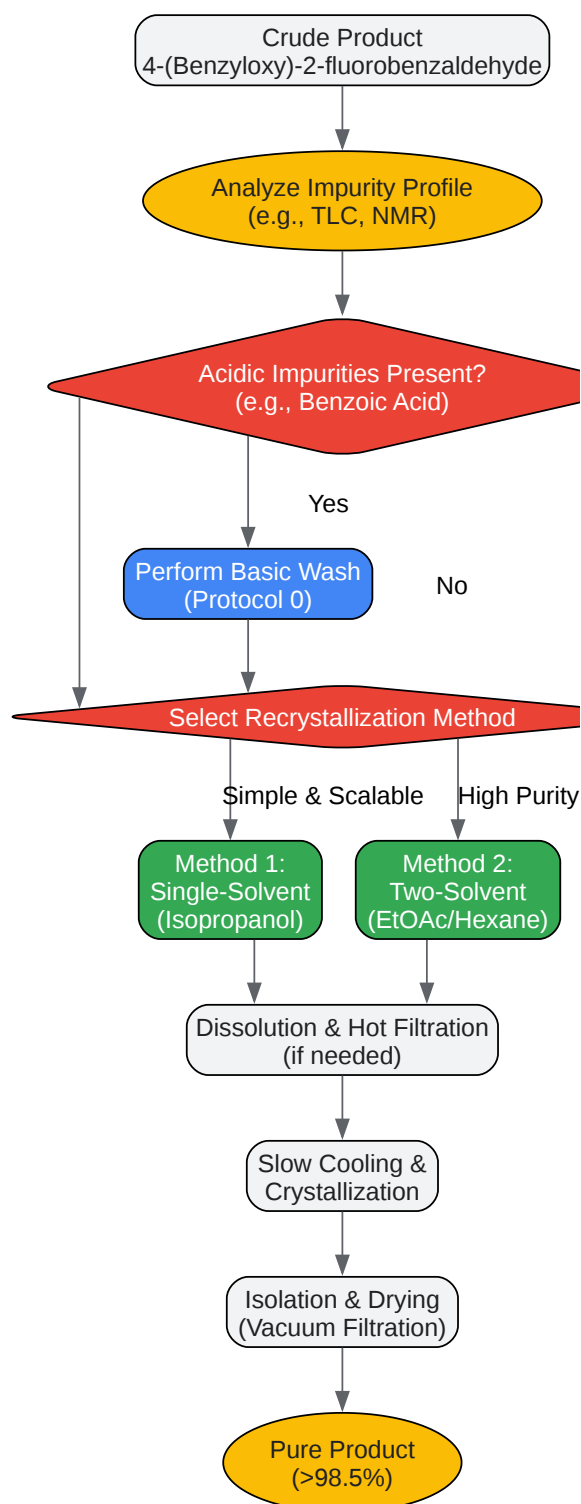 Crude Product
4-(Benzyloxy)-2-fluorobenzaldehyde
Analyze Impurity Profile
(e.g., TLC, NMR)
Acidic Impurities Present?
(e.g., Benzoic Acid)
Yes
Perform Basic Wash
(Protocol 0)
No
Select Recrystallization Method
Simple & Scalable
High Purity
Method 1:
Single-Solvent
(Isopropanol)
Method 2:
Two-Solvent
(EtOAc/Hexane)
Dissolution & Hot Filtration
(if needed)
Slow Cooling &
Crystallization
Isolation & Drying
(Vacuum Filtration)
Pure Product
(>98.5%)